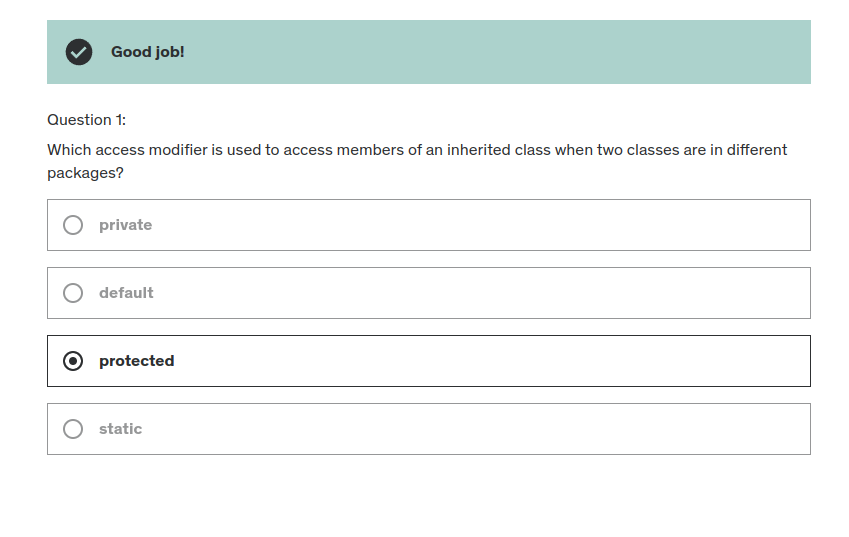 Good job!
Question 1:
Which access modifier is used to access members of an inherited class when two classes are in different
packages?
private
default
protected
static